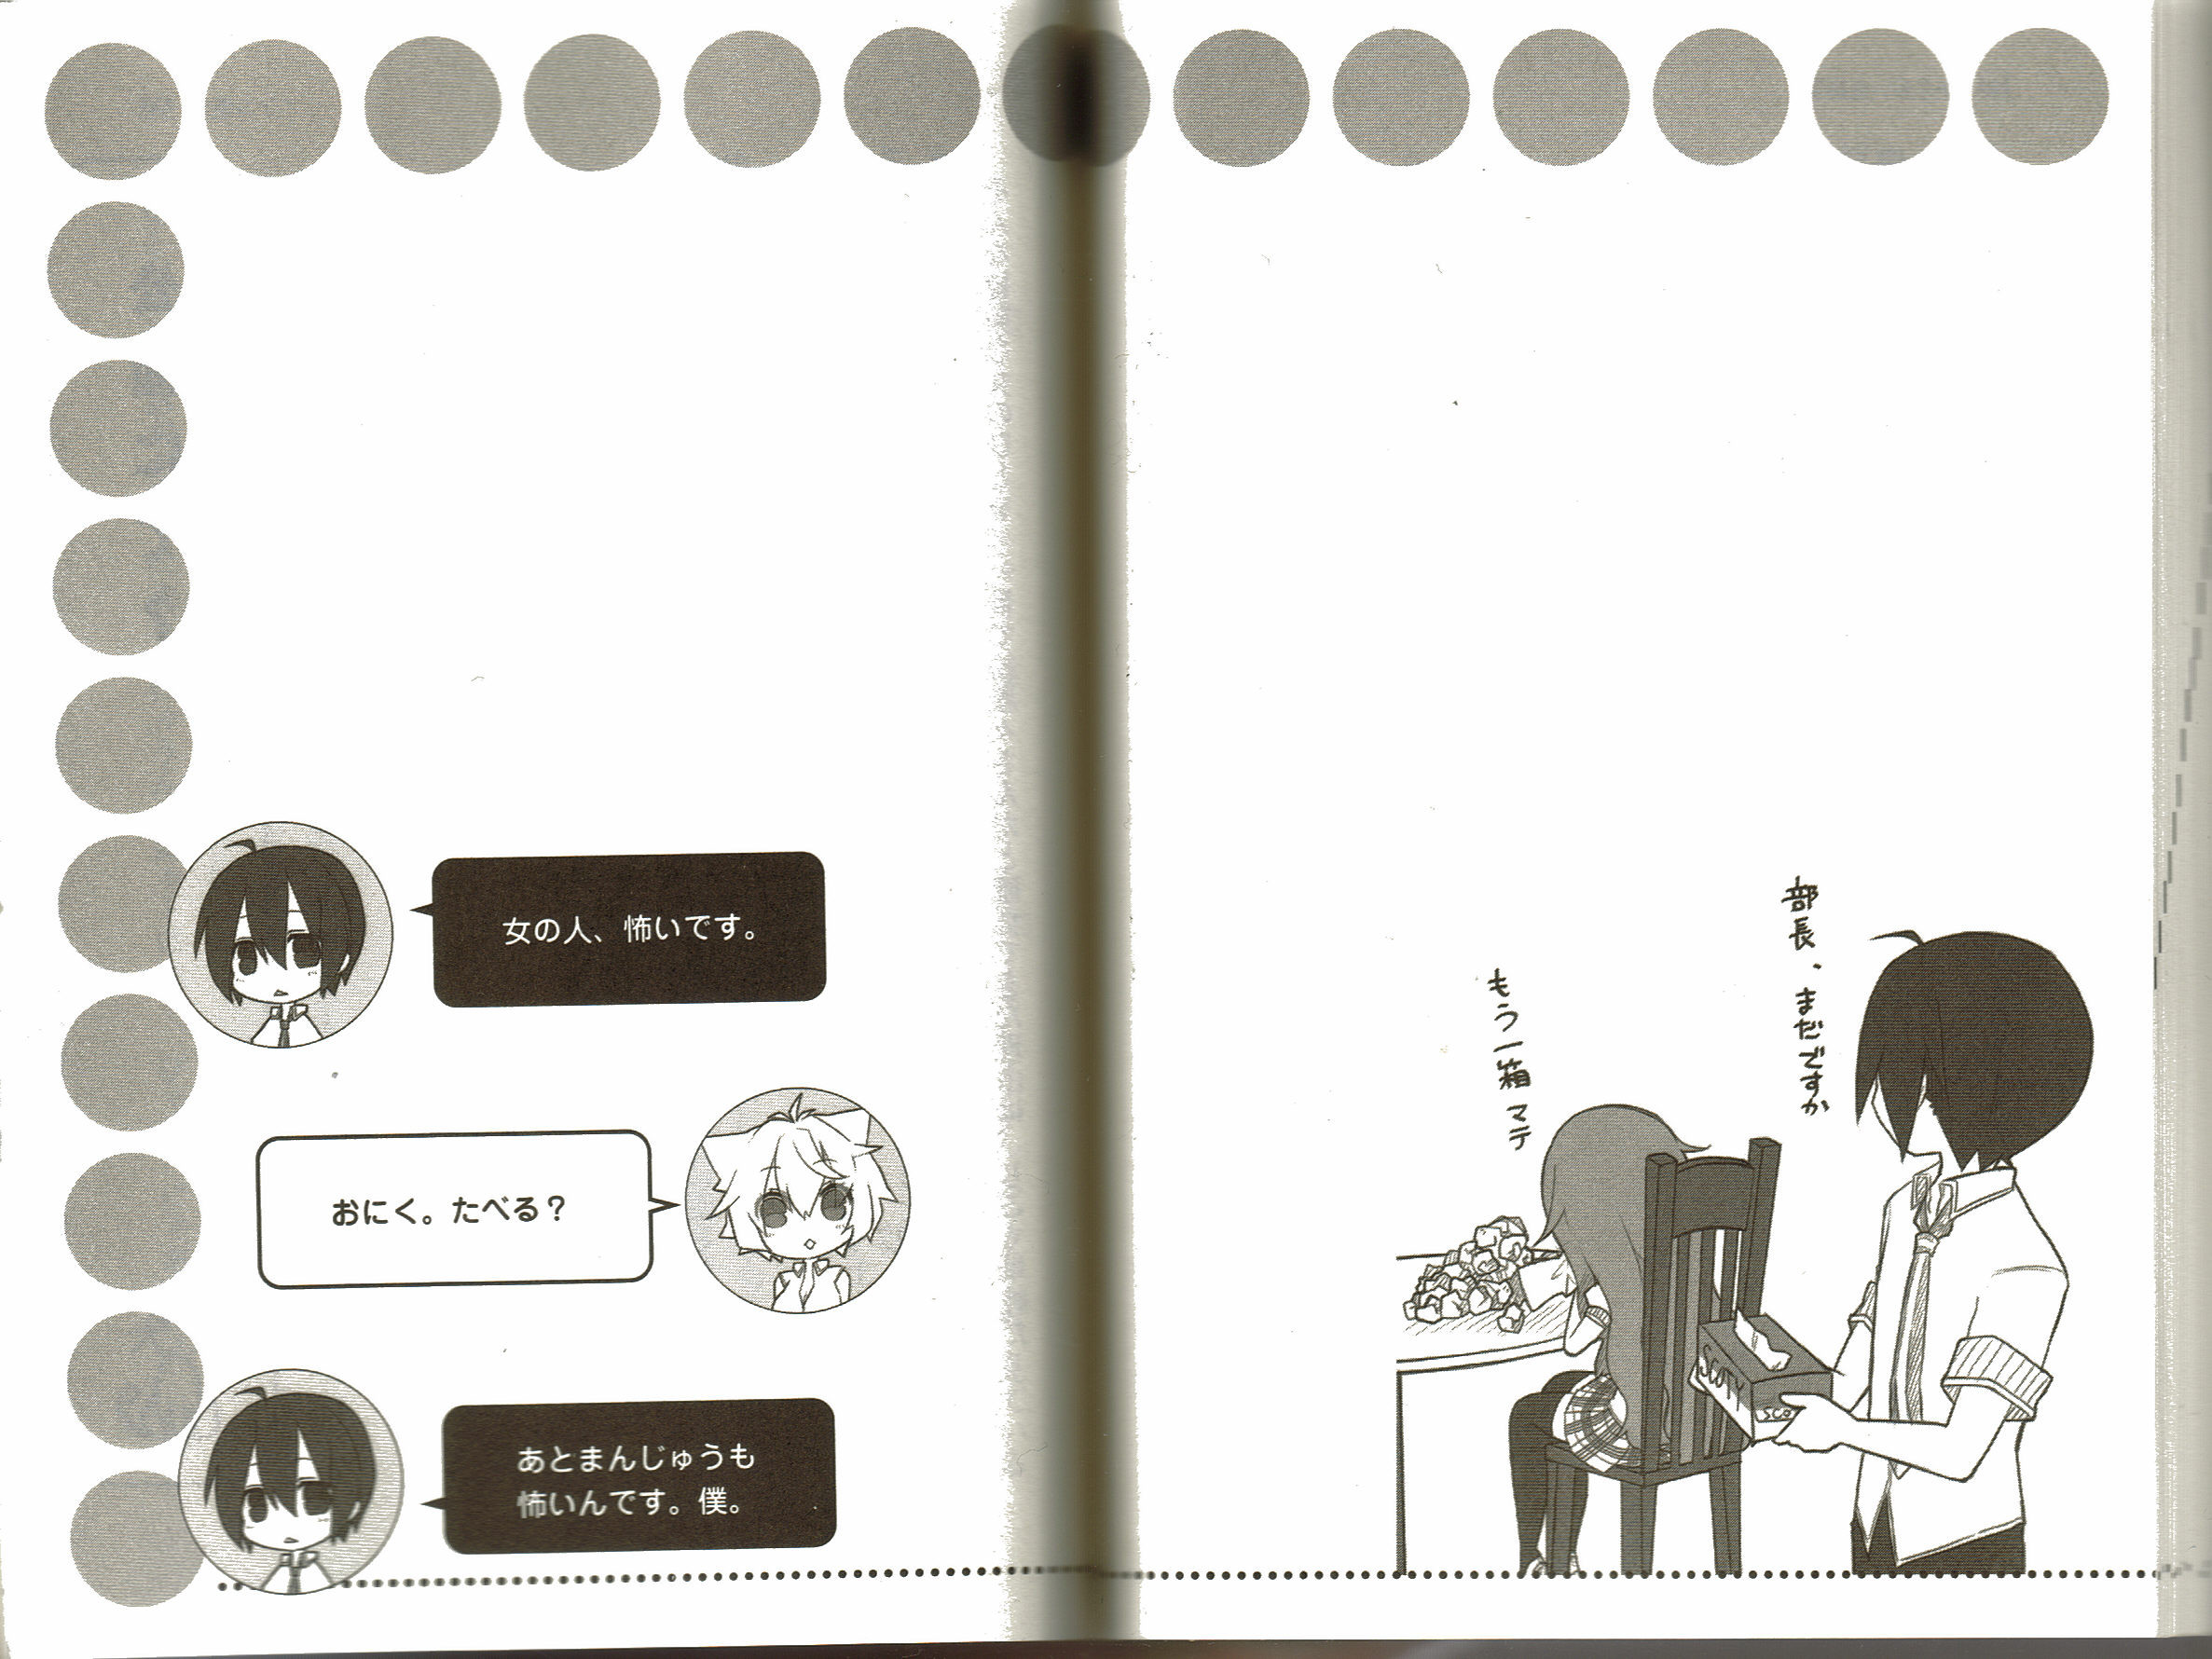 部長、まだですか
もう一箱 マテ
SCOTY
SCO
女の人、怖いです。
おにく。たべる？
あとまんじゅうも
怖いんです。僕。